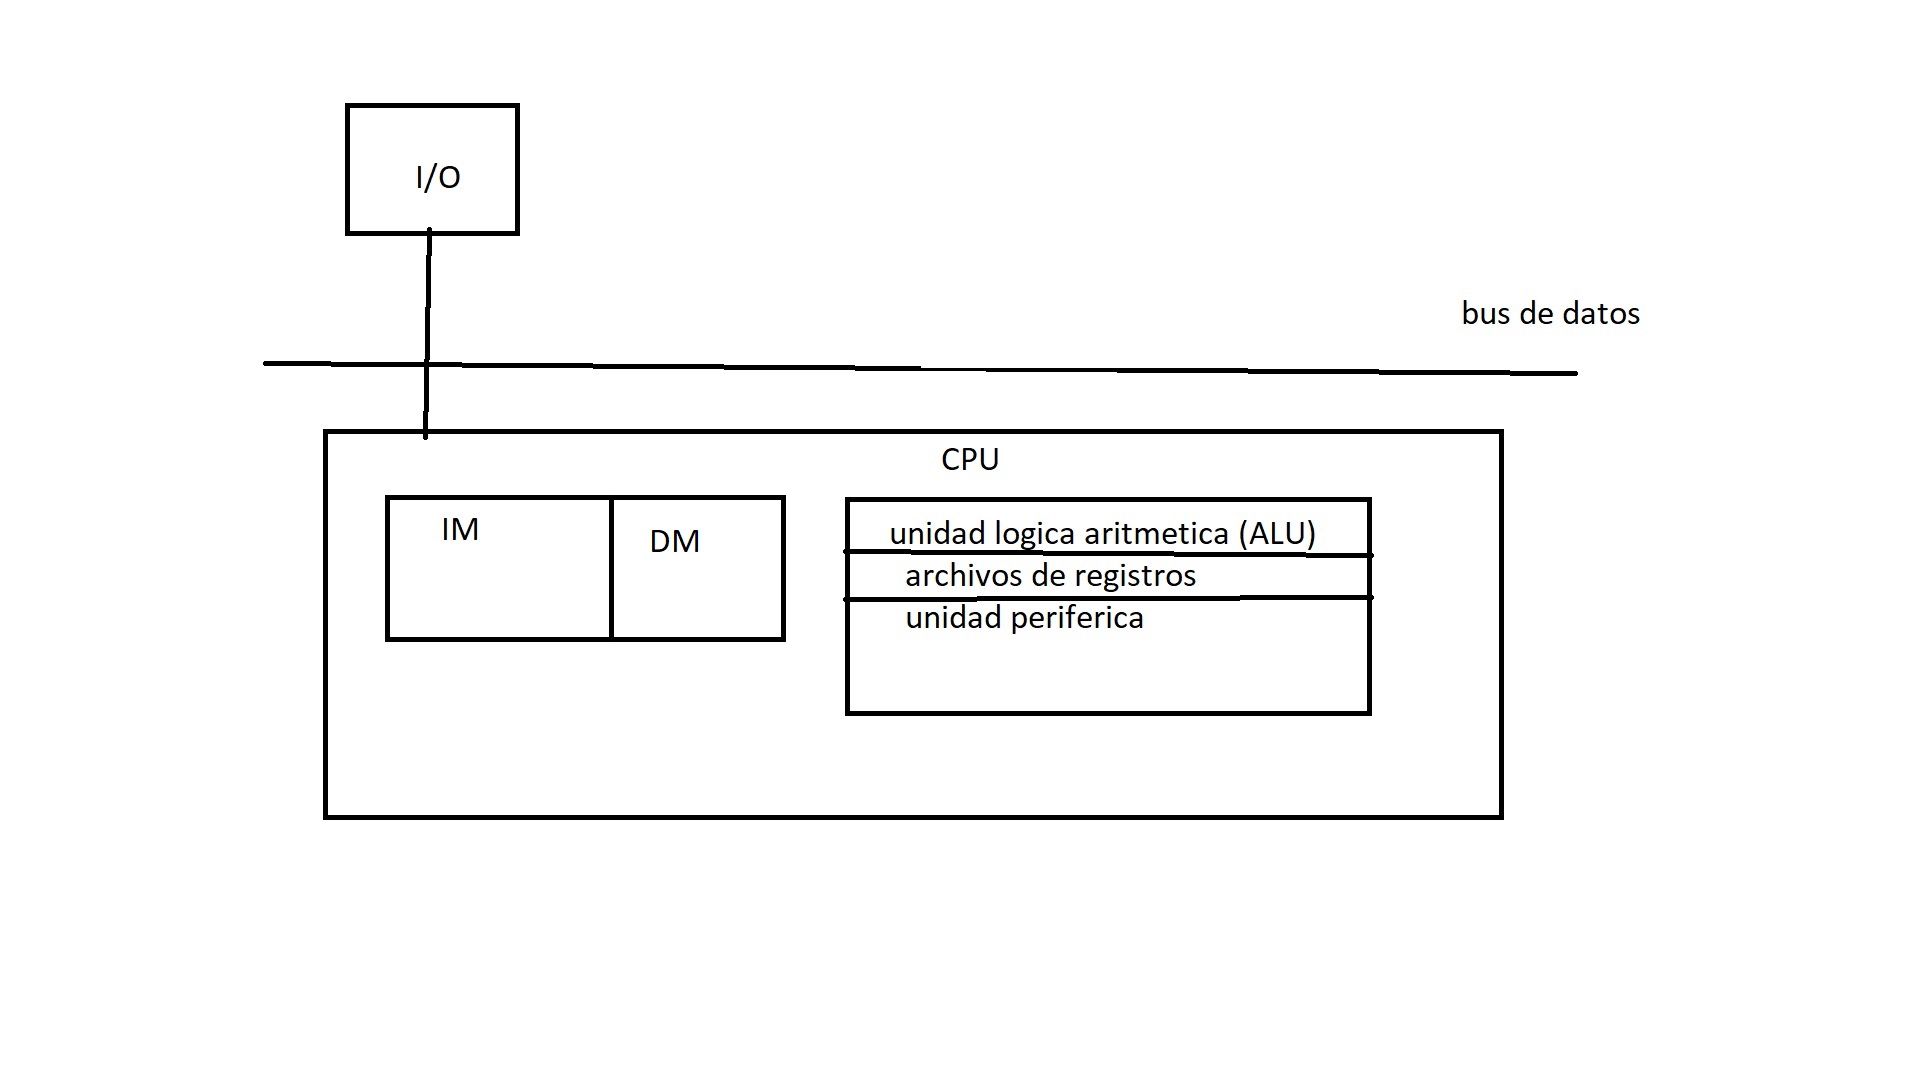 I/O
bus de datos
CPU
IM
DM
unidad logica aritmetica (ALU)
archivos de registros
unidad periferica